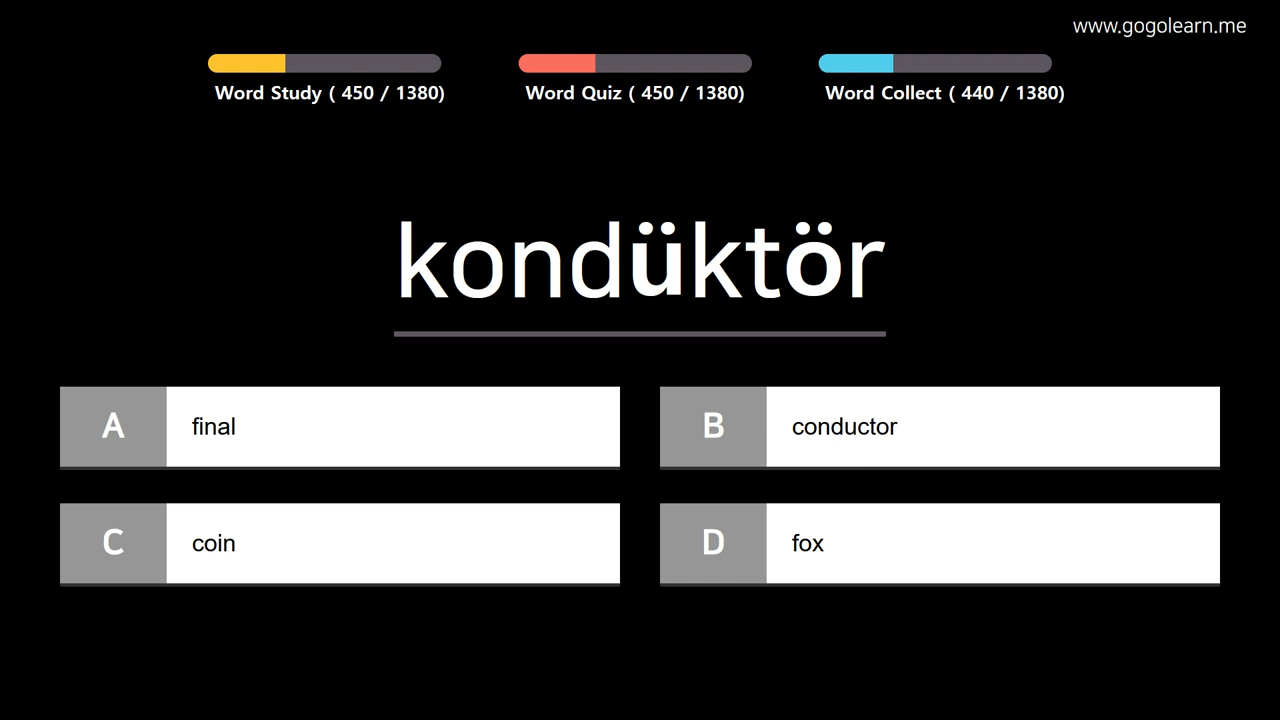 www.gogolearn.me
Word Study ( 450 / 1380)
Word Quiz ( 450 / 1380)
Word Collect ( 440 / 1380)
kondüktör
A final
B conductor
C coin
D fox